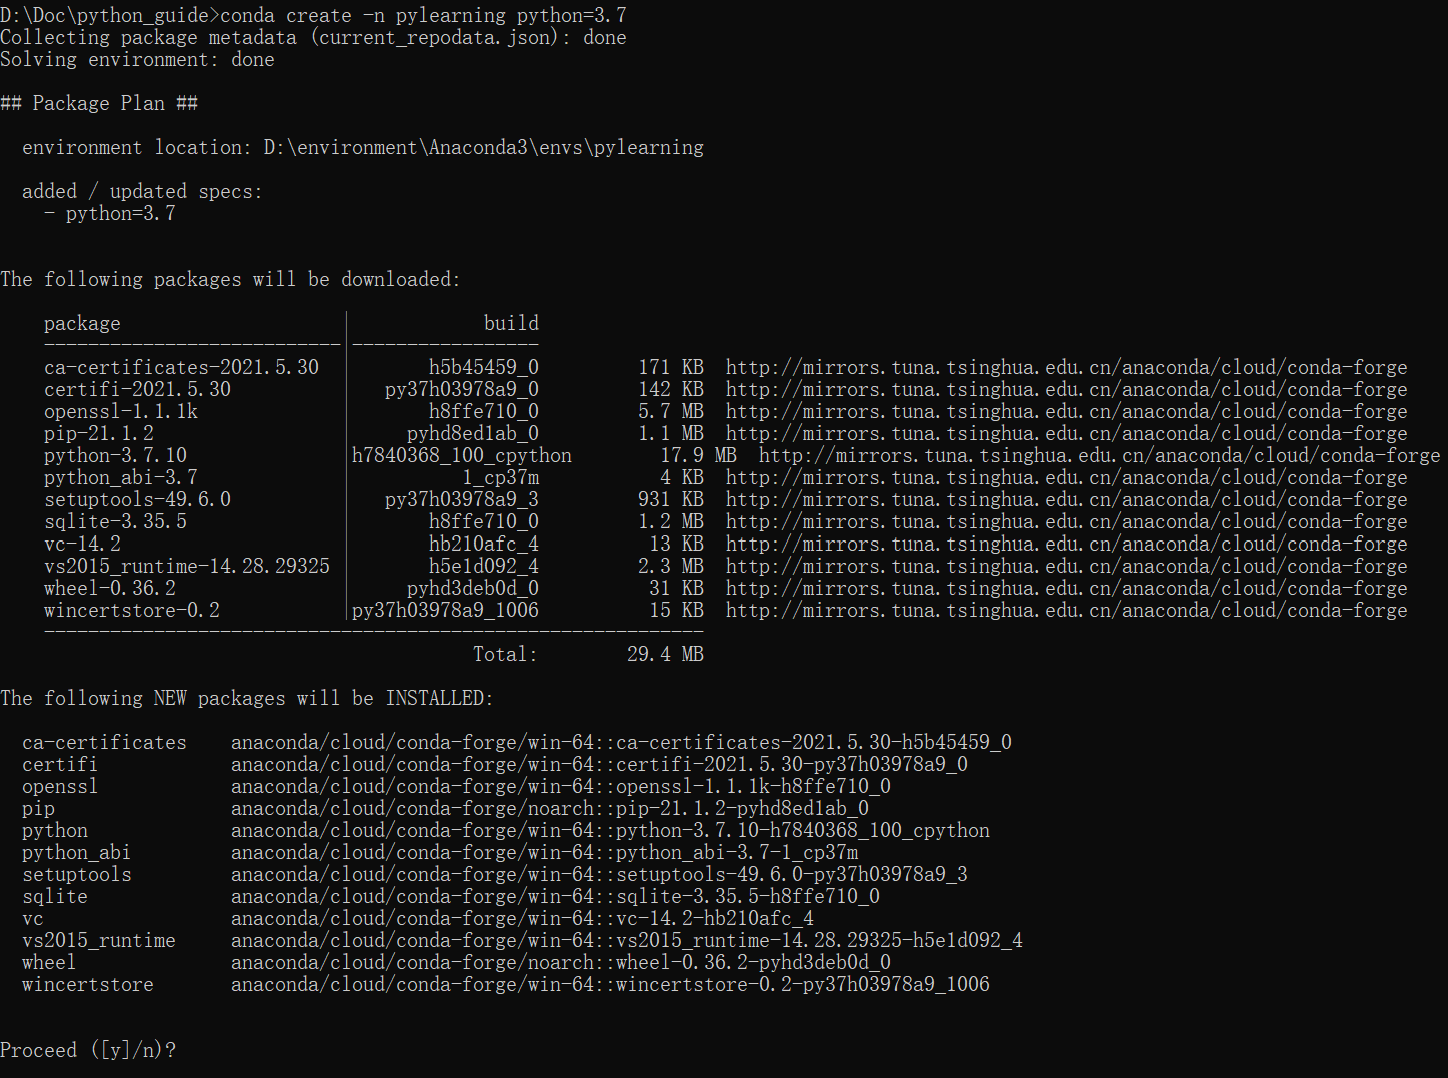 D:\Doc\python_guide>conda create -n pylearning python=3.7
Collecting package metadata (current_repodata.json): done
Solving environment: done
## Package Plan ##
environment location: D:\environment\Anaconda3\envs\pylearning
added / updated specs:
- python=3.7
The following packages will be downloaded:
package | build
---------------------------|-----------------
ca-certificates-2021.5.30 | h5b45459_0 171 KB http://mirrors.tuna.tsinghua.edu.cn/anaconda/cloud/conda-forge
certifi-2021.5.30 | py37h03978a9_0 142 KB http://mirrors.tuna.tsinghua.edu.cn/anaconda/cloud/conda-forge
openssl-1.1.1k | h8ffe710_0 5.7 MB http://mirrors.tuna.tsinghua.edu.cn/anaconda/cloud/conda-forge
pip-21.1.2 | pyhd8ed1ab_0 1.1 MB http://mirrors.tuna.tsinghua.edu.cn/anaconda/cloud/conda-forge
python-3.7.10 |h7840368_100_cpython 17.9 MB http://mirrors.tuna.tsinghua.edu.cn/anaconda/cloud/conda-forge
python_abi-3.7 | 1_cp37m 4 KB http://mirrors.tuna.tsinghua.edu.cn/anaconda/cloud/conda-forge
setuptools-49.6.0 | py37h03978a9_3 931 KB http://mirrors.tuna.tsinghua.edu.cn/anaconda/cloud/conda-forge
sqlite-3.35.5 | h8ffe710_0 1.2 MB http://mirrors.tuna.tsinghua.edu.cn/anaconda/cloud/conda-forge
vc-14.2 | hb210afc_4 13 KB http://mirrors.tuna.tsinghua.edu.cn/anaconda/cloud/conda-forge
vs2015_runtime-14.28.29325 | h5e1d092_4 2.3 MB http://mirrors.tuna.tsinghua.edu.cn/anaconda/cloud/conda-forge
wheel-0.36.2 | pyhd3deb0d_0 31 KB http://mirrors.tuna.tsinghua.edu.cn/anaconda/cloud/conda-forge
wincertstore-0.2 |py37h03978a9_1006 15 KB http://mirrors.tuna.tsinghua.edu.cn/anaconda/cloud/conda-forge
------------------------------------------------------------
Total: 29.4 MB
The following NEW packages will be INSTALLED:
ca-certificates anaconda/cloud/conda-forge/win-64::ca-certificates-2021.5.30-h5b45459_0
certifi anaconda/cloud/conda-forge/win-64::certifi-2021.5.30-py37h03978a9_0
openssl anaconda/cloud/conda-forge/win-64::openssl-1.1.1k-h8ffe710_0
pip anaconda/cloud/conda-forge/noarch::pip-21.1.2-pyhd8ed1ab_0
python anaconda/cloud/conda-forge/win-64::python-3.7.10-h7840368_100_cpython
python_abi anaconda/cloud/conda-forge/win-64::python_abi-3.7-1_cp37m
setuptools anaconda/cloud/conda-forge/win-64::setuptools-49.6.0-py37h03978a9_3
sqlite anaconda/cloud/conda-forge/win-64::sqlite-3.35.5-h8ffe710_0
vc anaconda/cloud/conda-forge/win-64::vc-14.2-hb210afc_4
vs2015_runtime anaconda/cloud/conda-forge/win-64::vs2015_runtime-14.28.29325-h5e1d092_4
wheel anaconda/cloud/conda-forge/noarch::wheel-0.36.2-pyhd3deb0d_0
wincertstore anaconda/cloud/conda-forge/win-64::wincertstore-0.2-py37h03978a9_1006
Proceed ([y]/n)?